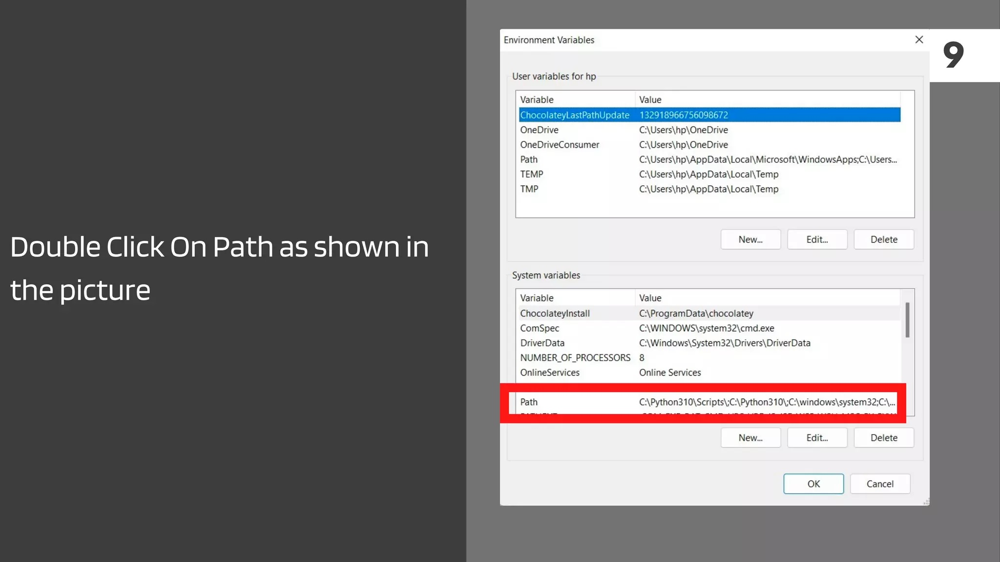 Double Click On Path as shown in
the picture
9
Environment Variables
User variables for hp
Variable Value
ChocolateyLastPathUpdate 132918966756098672
OneDrive C:\Users\hp\OneDrive
OneDriveConsumer C:\Users\hp\OneDrive
Path C:\Users\hp\AppData\Local\Microsoft\WindowsApps;C:\Users...
TEMP C:\Users\hp\AppData\Local\Temp
TMP C:\Users\hp\AppData\Local\Temp
New... Edit... Delete
System variables
Variable Value
ChocolateyInstall C:\ProgramData\chocolatey
ComSpec C:\WINDOWS\system32\cmd.exe
DriverData C:\Windows\System32\Drivers\DriverData
NUMBER_OF_PROCESSORS 8
OnlineServices Online Services
Path C:\Python310\Scripts\;C:\Python310\;C:\windows\system32;C:\...
New... Edit... Delete
OK Cancel